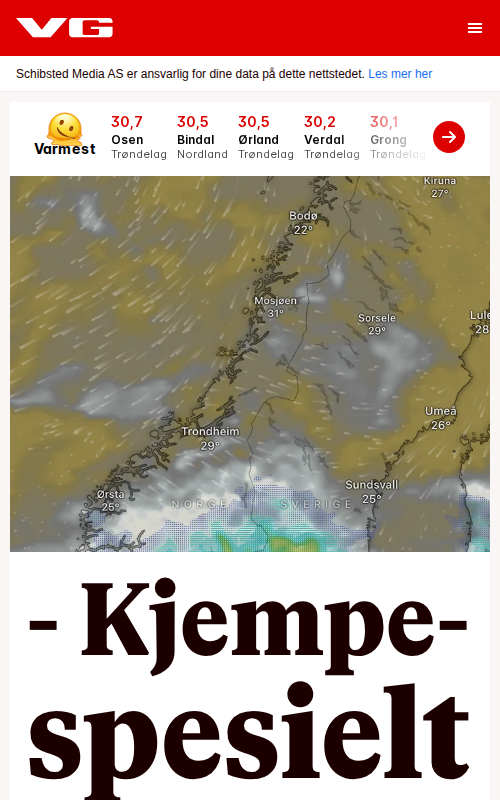 VG
Schibsted Media AS er ansvarlig for dine data på dette nettstedet. Les mer her
Varmest
30,7
Osen
Trøndelag
30,5
Bindal
Nordland
30,5
Ørland
Trøndelag
30,2
Verdal
Trøndelag
30,1
Grong
Trøndelag
Kiruna
27°
Bodø
22°
Mosjøen
31°
Sorsele
29°
Lule
28
Umeå
26°
Trondheim
29°
Sundsvall
25°
Ørsta
25°
NORGE
SVERIGE
- Kjempe-
spesielt